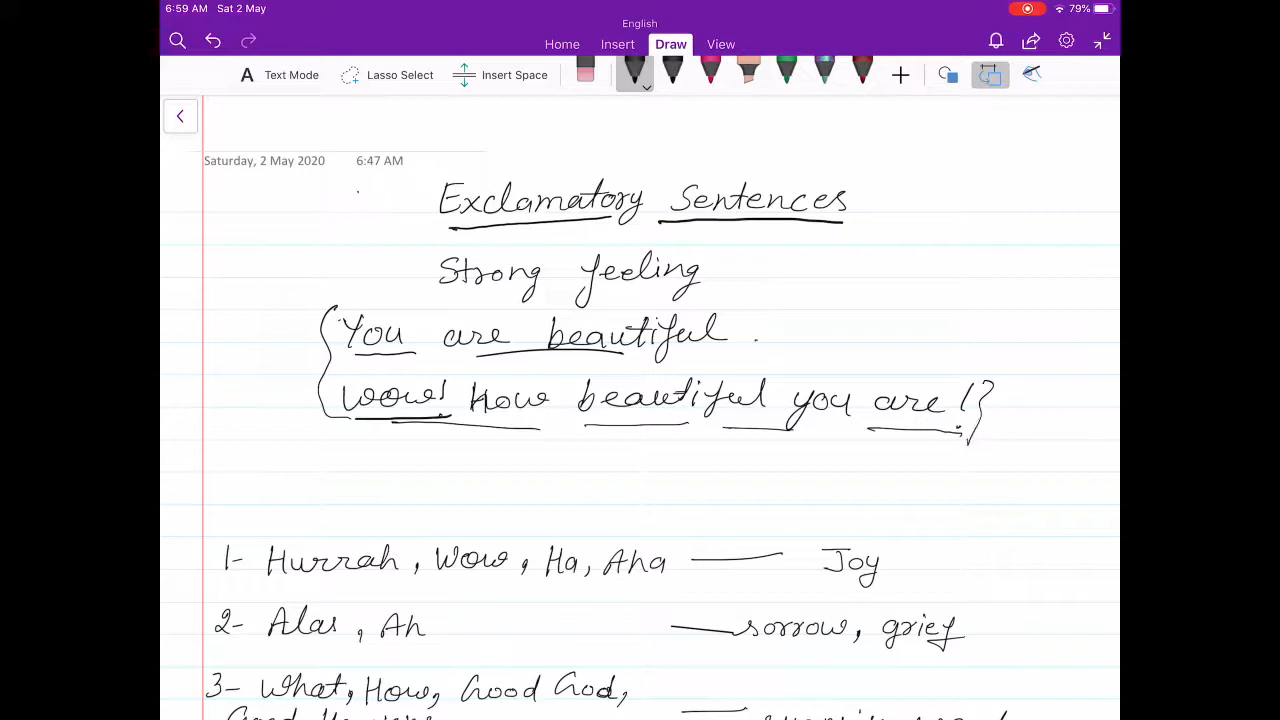 6:59 AM Sat 2 May 79%
English
Home Insert Draw View
A Text Mode Lasso Select Insert Space
Saturday, 2 May 2020 6:47 AM
Exclamatory Sentences
Strong feeling
You are beautiful.
Wow! How beautiful you are!
1- Hurrah, Wow, Ha, Aha — Joy
2- Alas, Ah — sorrow, grief
3- What, How, Good God,
Good